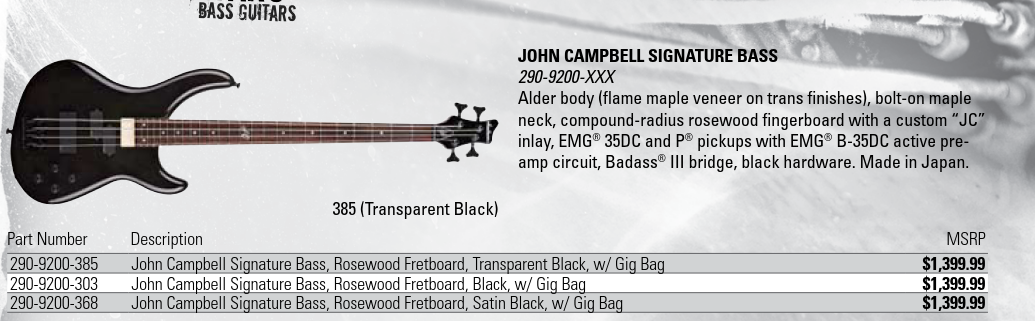 BASS GUITARS
JOHN CAMPBELL SIGNATURE BASS
290-9200-XXX
Alder body (flame maple veneer on trans finishes), bolt-on maple
neck, compound-radius rosewood fingerboard with a custom “JC”
inlay, EMG® 35DC and P® pickups with EMG® B-35DC active pre-
amp circuit, Badass® III bridge, black hardware. Made in Japan.
385 (Transparent Black)
Part Number Description MSRP
290-9200-385 John Campbell Signature Bass, Rosewood Fretboard, Transparent Black, w/ Gig Bag $1,399.99
290-9200-303 John Campbell Signature Bass, Rosewood Fretboard, Black, w/ Gig Bag $1,399.99
290-9200-368 John Campbell Signature Bass, Rosewood Fretboard, Satin Black, w/ Gig Bag $1,399.99